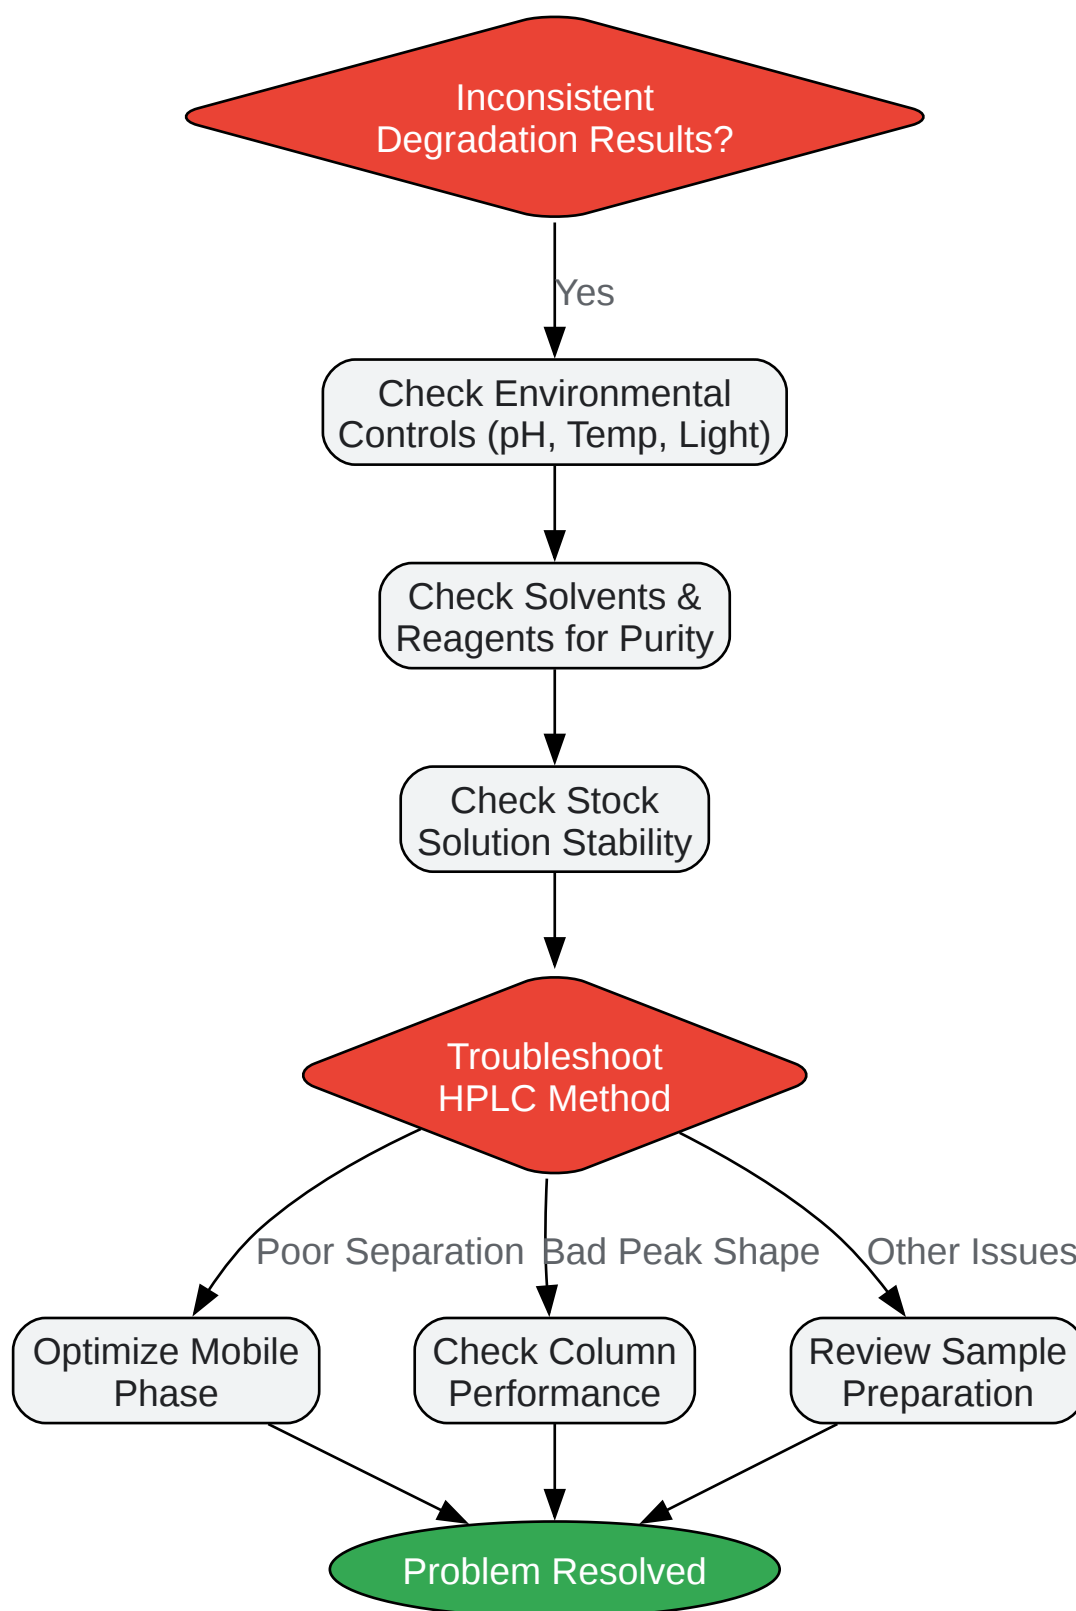 Inconsistent
Degradation Results?
Yes
Check Environmental
Controls (pH, Temp, Light)
Check Solvents &
Reagents for Purity
Check Stock
Solution Stability
Troubleshoot
HPLC Method
Poor Separation
Bad Peak Shape
Other Issues
Optimize Mobile
Phase
Check Column
Performance
Review Sample
Preparation
Problem Resolved